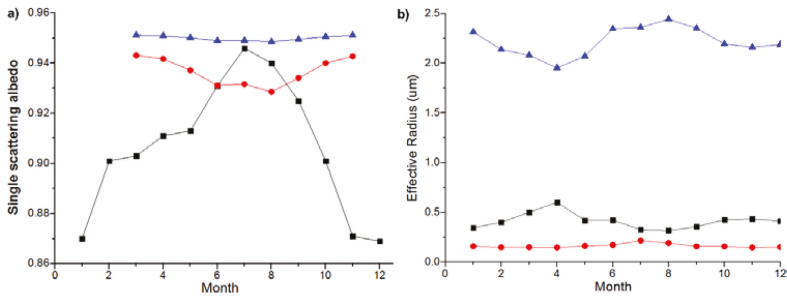 a)
Single scattering albedo
0.96
0.94
0.92
0.90
0.88
0.86
0 2 4 6 8 10 12
Month
b)
Effective Radius (um)
2.5
2.0
1.5
1.0
0.5
0.0
0 2 4 6 8 10 12
Month